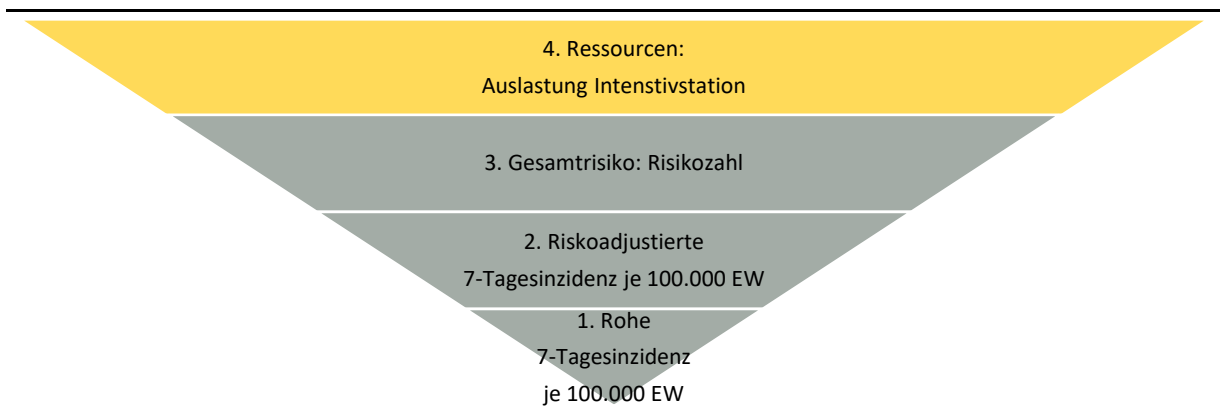 4. Ressourcen:
Auslastung Intenstivstation
3. Gesamtrisiko: Risikozahl
2. Riskoadjustierte
7-Tagesinzidenz je 100.000 EW
1. Rohe
7-Tagesinzidenz
je 100.000 EW